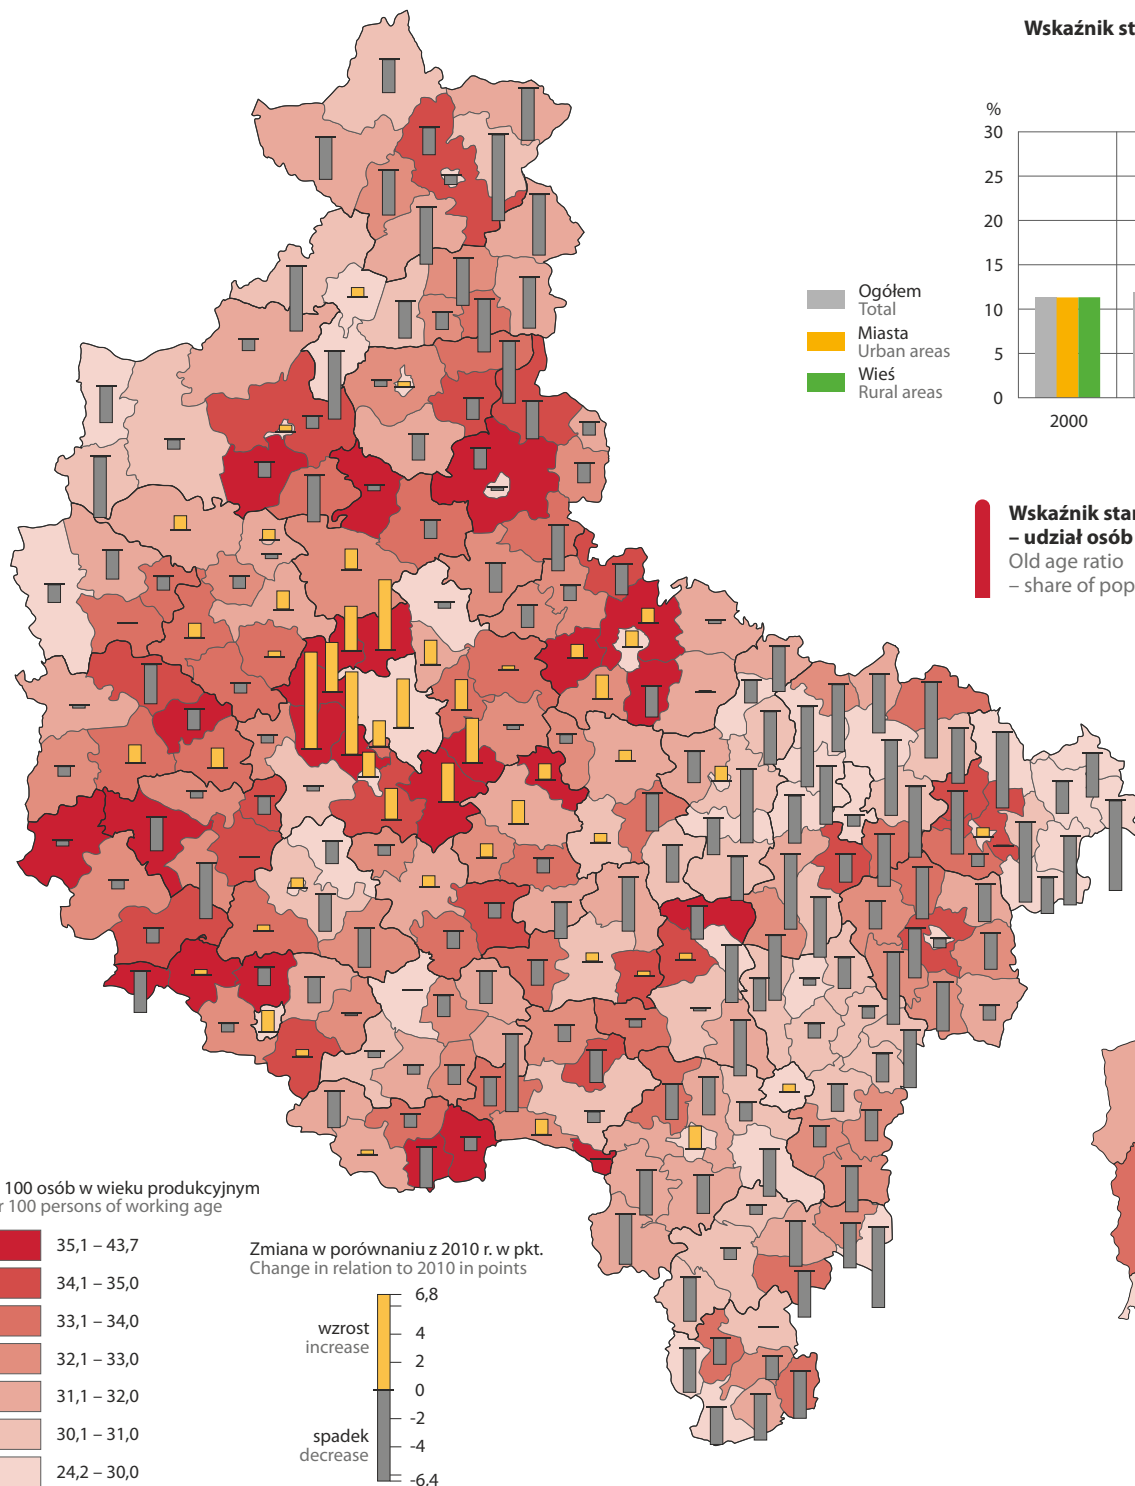 Wskaźnik st
%
30
25
20
15
10
5
0
2000
Ogółem
Total
Miasta
Urban areas
Wieś
Rural areas
Wskaźnik star
– udział osób
Old age ratio
– share of pop
100 osób w wieku produkcyjnym
r 100 persons of working age
35,1 – 43,7
34,1 – 35,0
33,1 – 34,0
32,1 – 33,0
31,1 – 32,0
30,1 – 31,0
24,2 – 30,0
Zmiana w porównaniu z 2010 r. w pkt.
Change in relation to 2010 in points
6,8
wzrost
increase
4
2
0
-2
spadek
decrease
-4
-6,4